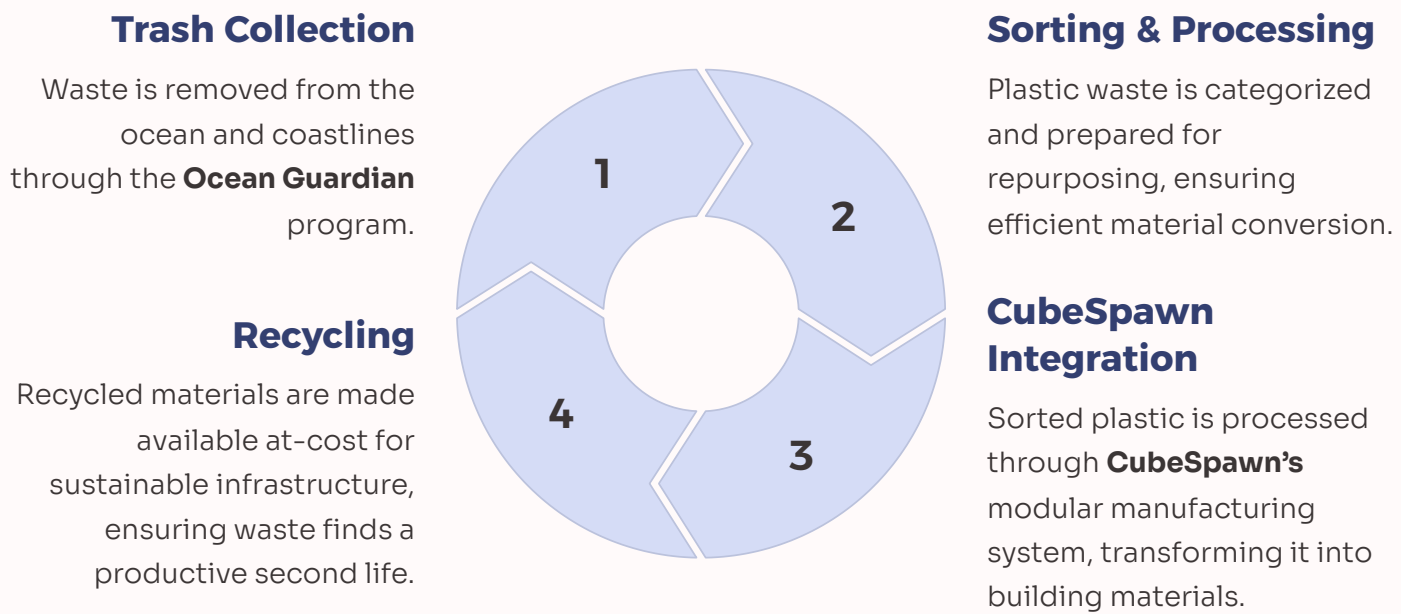 Trash Collection
Waste is removed from the
ocean and coastlines
through the Ocean Guardian
program.
1
Sorting & Processing
Plastic waste is categorized
and prepared for
repurposing, ensuring
efficient material conversion.
2
CubeSpawn
Integration
Sorted plastic is processed
through CubeSpawn’s
modular manufacturing
system, transforming it into
building materials.
3
Recycling
Recycled materials are made
available at-cost for
sustainable infrastructure,
ensuring waste finds a
productive second life.
4